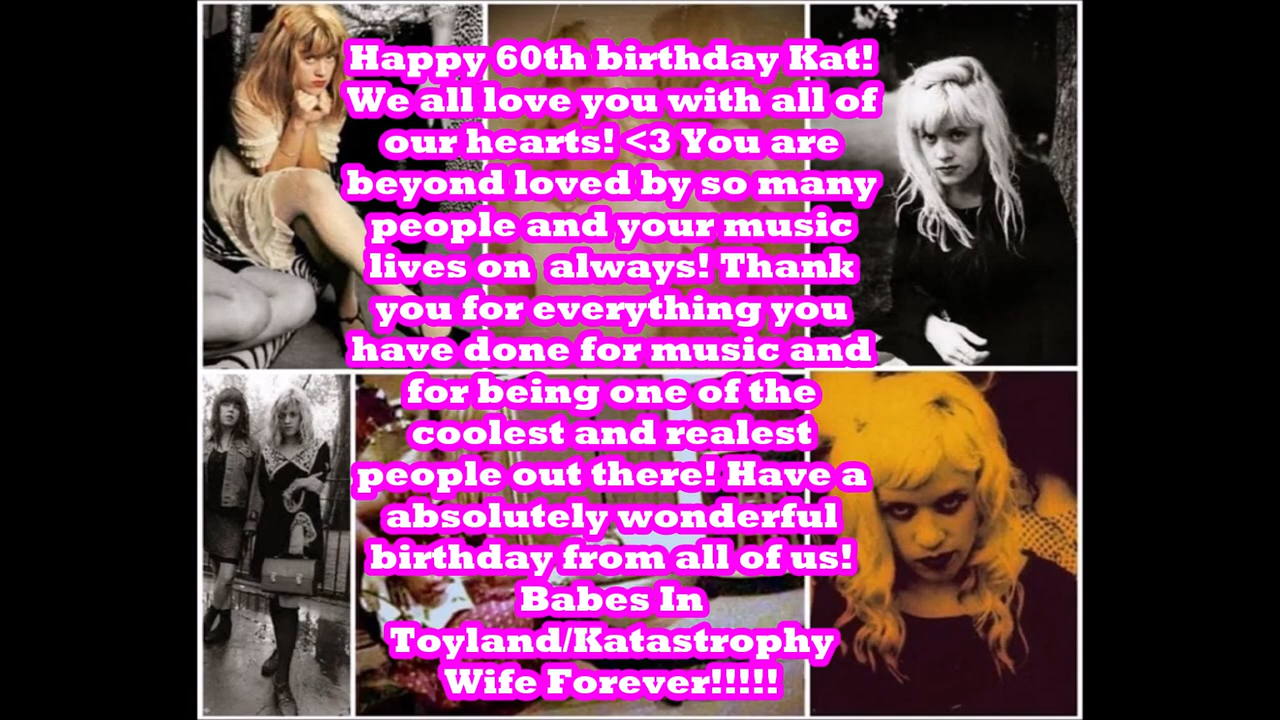 Happy 60th birthday Kat!
We all love you with all of
our hearts! <3 You are
beyond loved by so many
people and your music
lives on  always! Thank
you for everything you
have done for music and
for being one of the
coolest and realest
people out there! Have a
absolutely wonderful
birthday from all of us!
Babes In
Toyland/Katastrophy
Wife Forever!!!!!